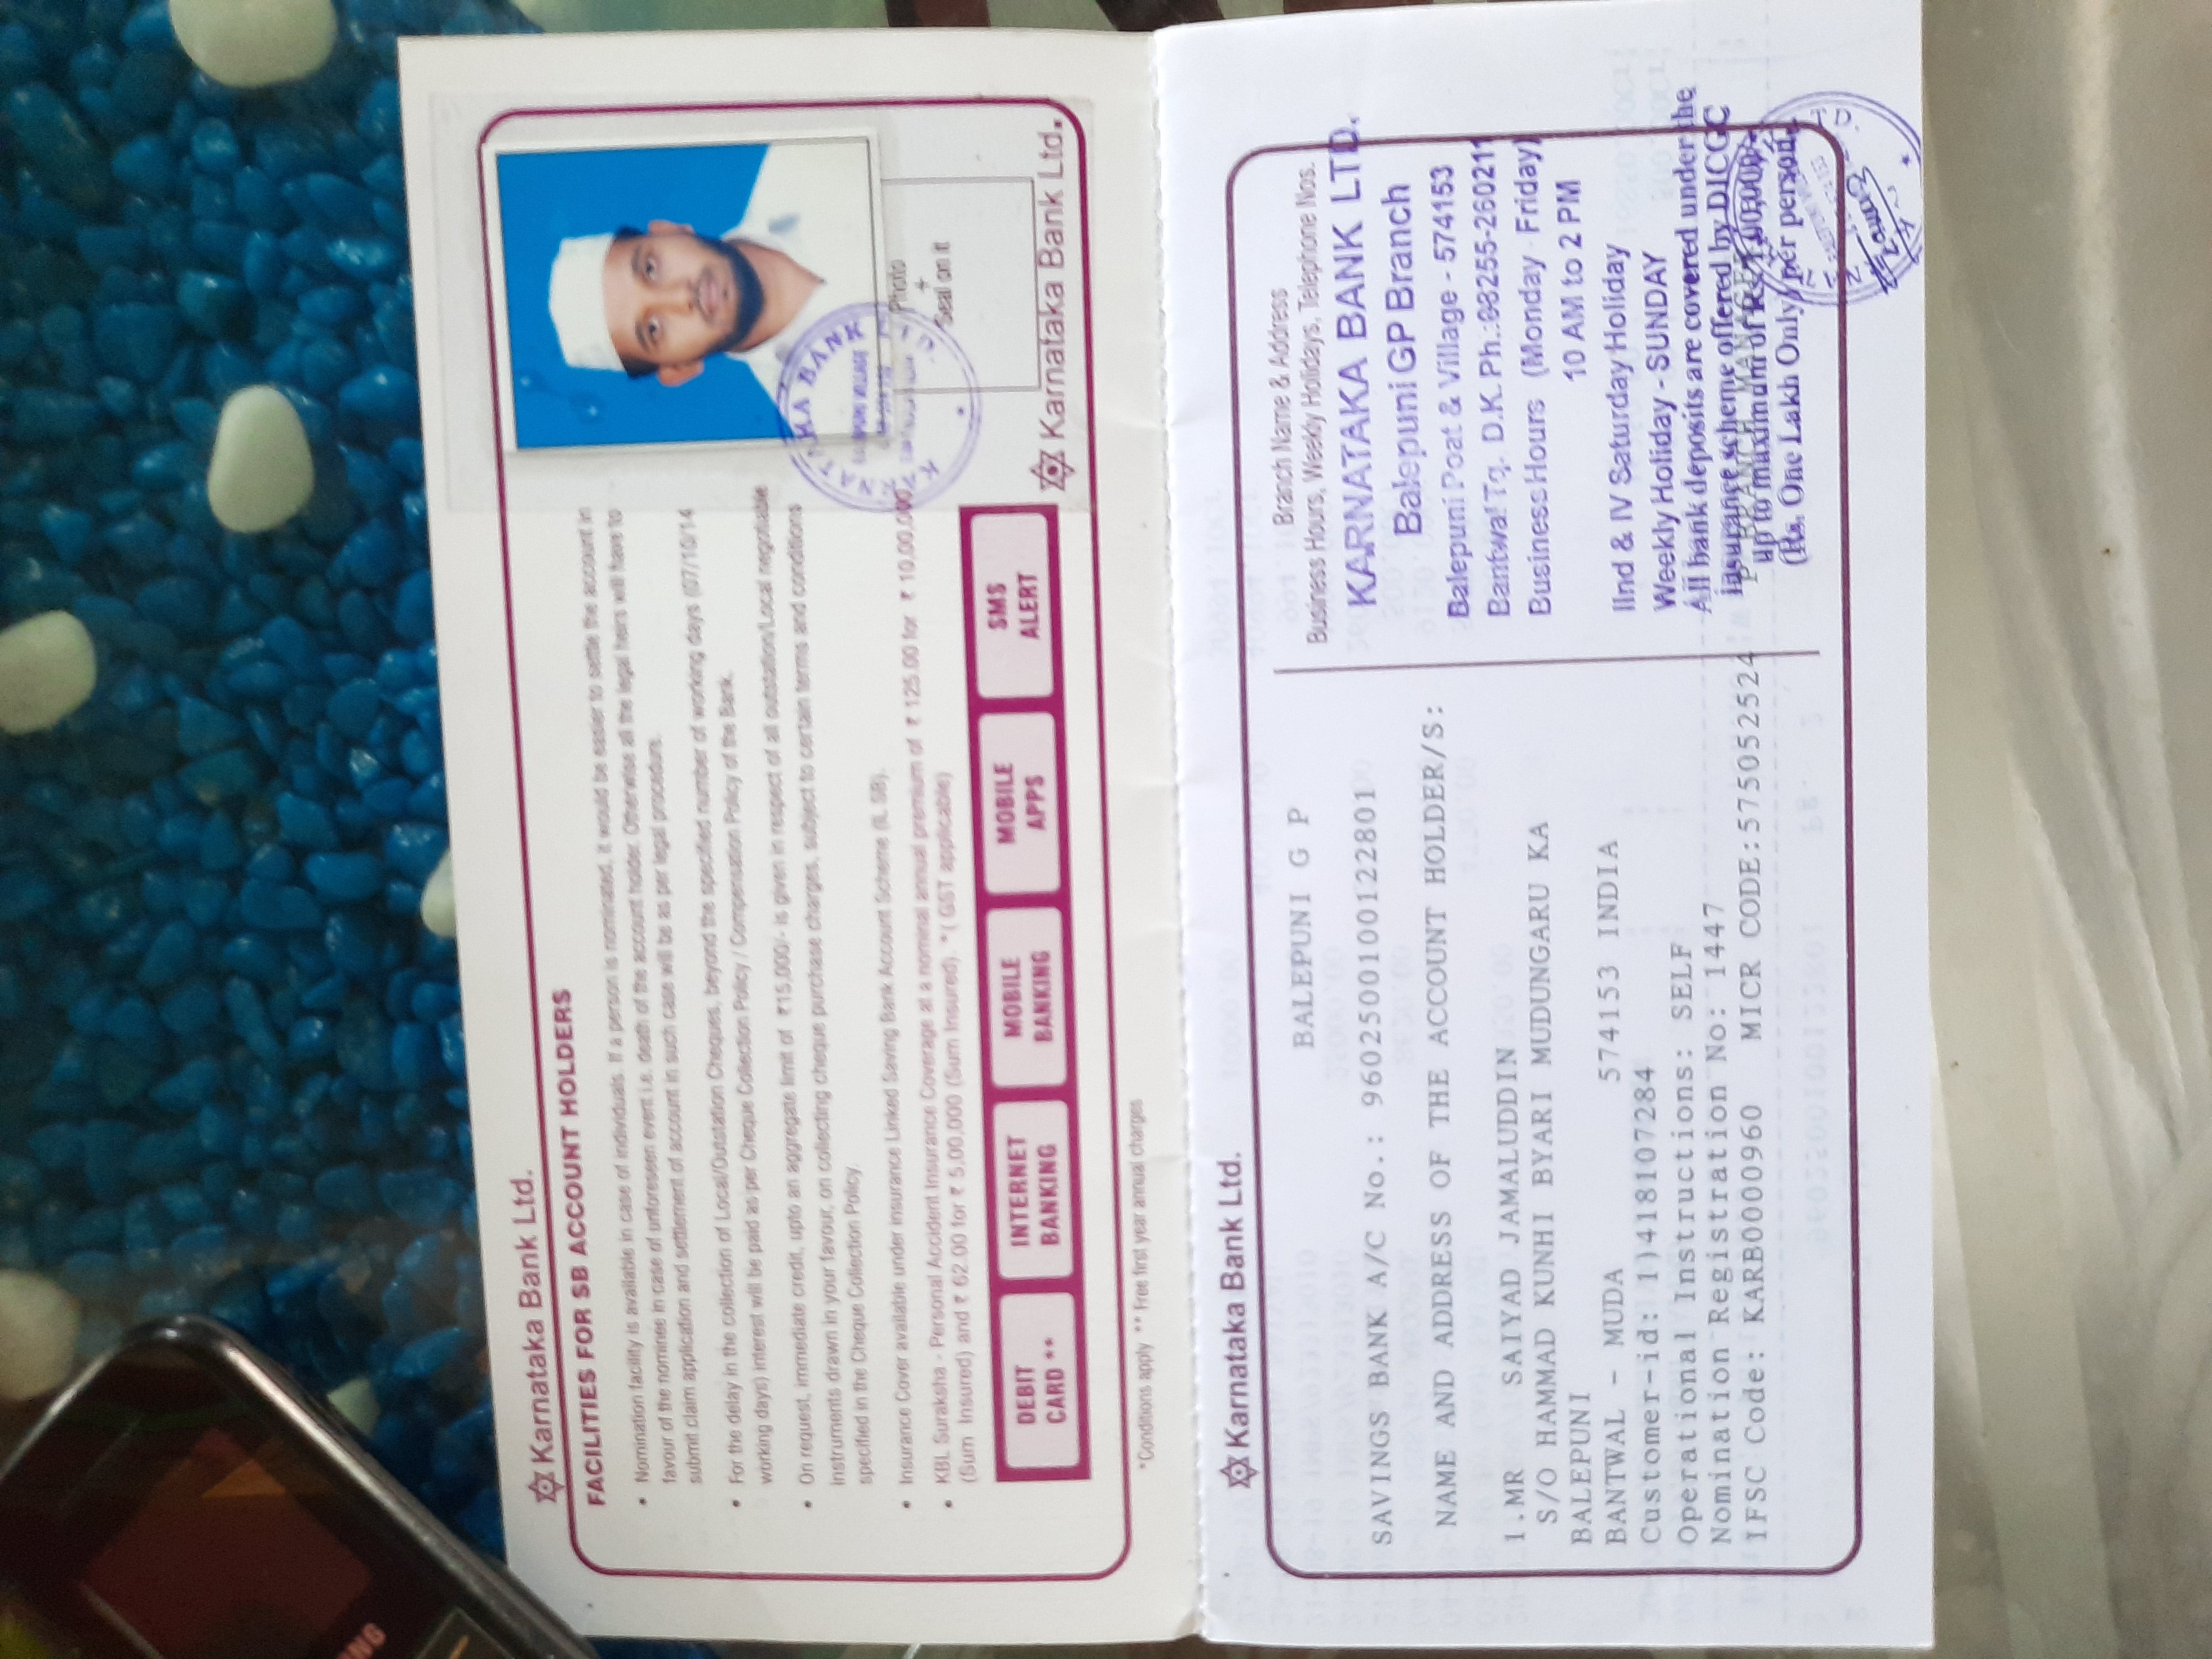 Karnataka Bank Ltd.
FACILITIES FOR SB ACCOUNT HOLDERS
• Nomination facility is available in case of individuals. If a person is nominated, it would be easier to settle the account in
favour of the nominee in case of unforeseen event i.e. death of the account holder. Otherwise all the legal heirs will have to
submit claim application and settlement of account in such case will be as per legal procedure.
• For the delay in the collection of Local/Outstation Cheques, beyond the specified number of working days (07/10/14
working days) interest will be paid as per Cheque Collection Policy / Compensation Policy of the Bank.
• On request, immediate credit, upto an aggregate limit of ₹15,000/- is given in respect of all outstation/Local negotiable
instruments drawn in your favour, on collecting cheque purchase charges, subject to certain terms and conditions
specified in the Cheque Collection Policy.
• Insurance Cover available under insurance Linked Saving Bank Account Scheme (IL SB).
• KBL Suraksha - Personal Accident Insurance Coverage at a nominal annual premium of ₹ 125.00 for ₹ 10,00,000
(Sum Insured) and ₹ 62.00 for ₹ 5,00,000 (Sum Insured). *( GST applicable)
DEBIT
CARD **
INTERNET
BANKING
MOBILE
BANKING
MOBILE
APPS
SMS
ALERT
KARNATAKA BANK LTD.
VILLAGE
Photo
+
Seal on it
Karnataka Bank Ltd.
*Conditions apply ** Free first year annual charges
Karnataka Bank Ltd.
BALEPUNI G P
SAVINGS BANK A/C No.: 9602500100122801
NAME AND ADDRESS OF THE ACCOUNT HOLDER/S:
1.MR SAIYAD JAMALUDDIN
S/O HAMMAD KUNHI BYARI MUDUNGARU KA
BALEPUNI
BANTWAL - MUDA 574153 INDIA
Customer-id: 1)418107284
Operational Instructions: SELF
Nomination Registration No: 1447
IFSC Code: KARB0000960 MICR CODE:575052524
Branch Name & Address
Business Hours, Weekly Holidays, Telephone Nos.
KARNATAKA BANK LTD.
Balepuni GP Branch
Balepuni Poat & Village - 574153
Bantwal Tq. D.K. Ph.:08255-260211
Business Hours (Monday Friday)
10 AM to 2 PM
IInd & IV Saturday Holiday
Weekly Holiday - SUNDAY
All bank deposits are covered under the
insurance scheme offered by DICGC
BRANCH MANAGER
up to maximum of Rs. 1,00,000/-
(Rs. One Lakh Only) per person.